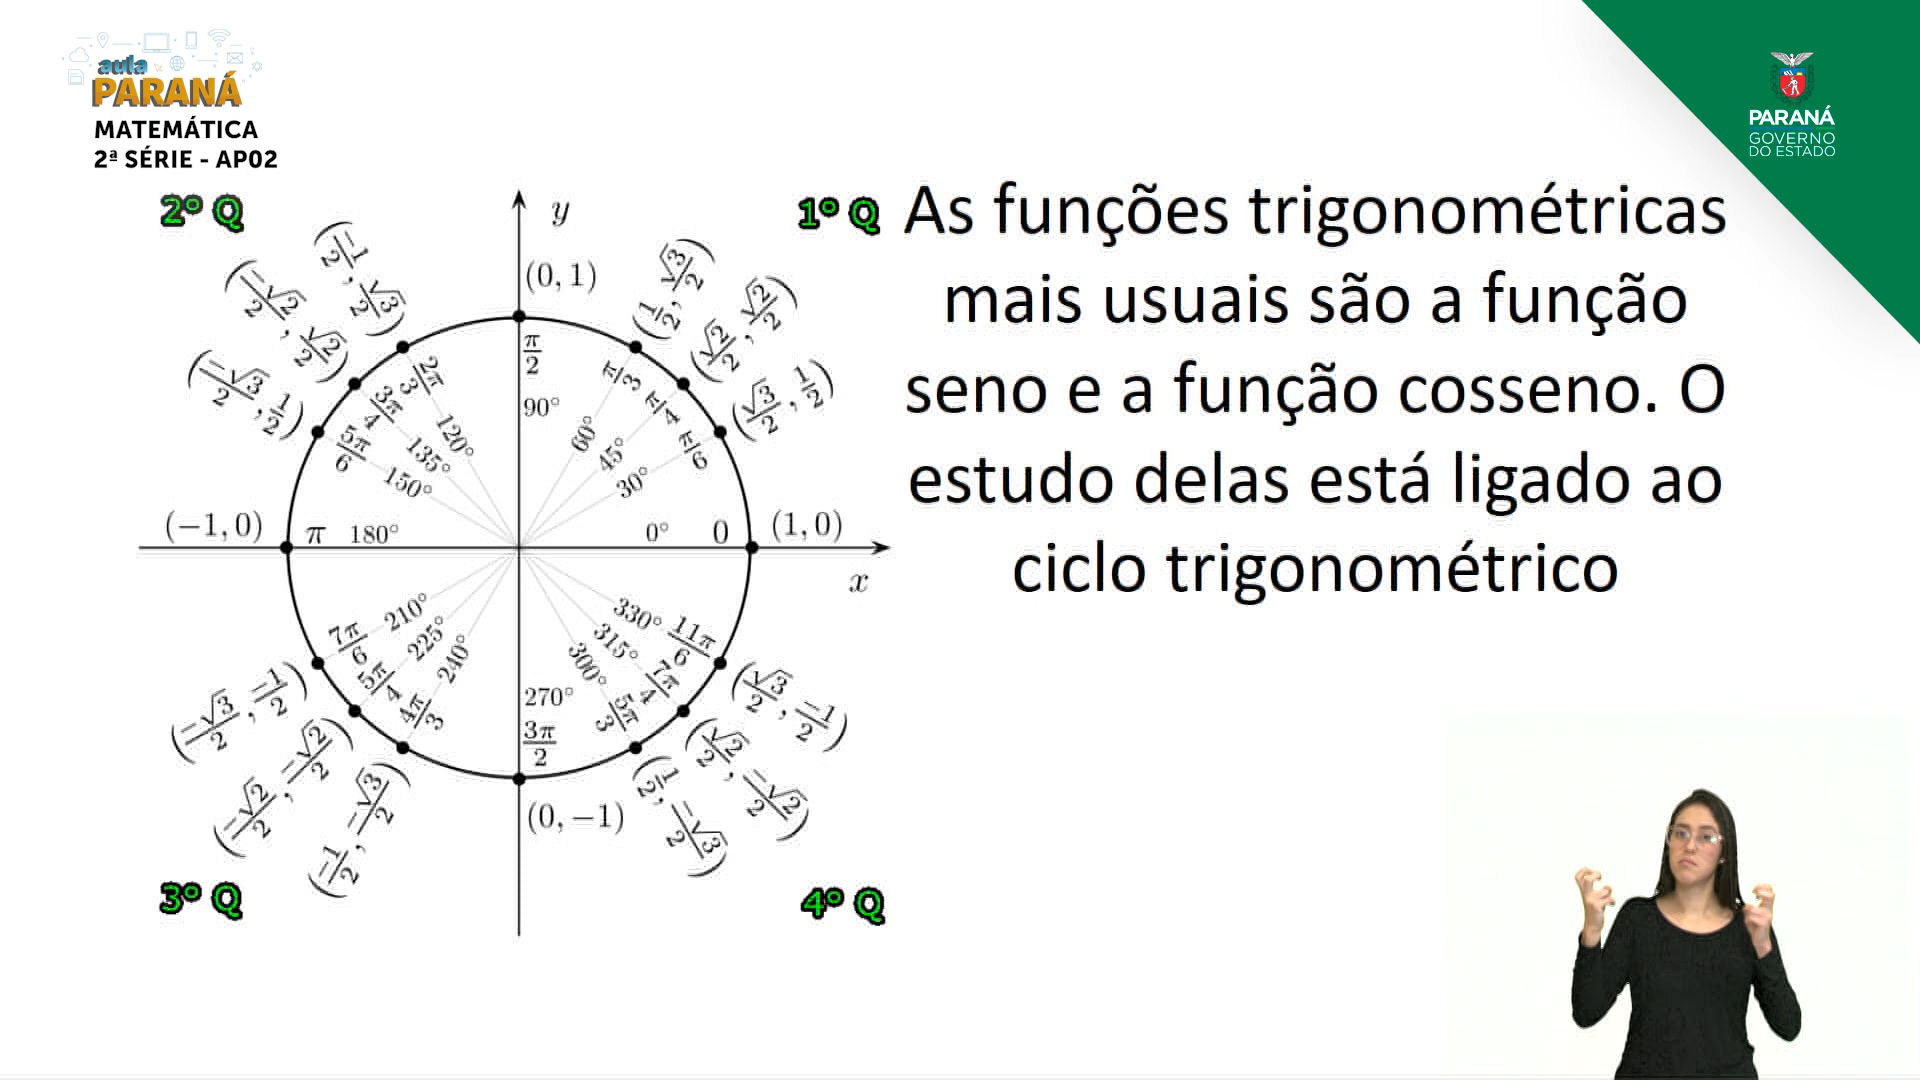 aula
PARANÁ
MATEMÁTICA
2ª SÉRIE - AP02
PARANÁ
GOVERNO
DO ESTADO
As funções trigonométricas
mais usuais são a função
seno e a função cosseno. O
estudo delas está ligado ao
ciclo trigonométrico
2º Q
1º Q
y
(0, 1)
(-1/2, √3/2)
(1/2, √3/2)
(-√2/2, √2/2)
(√2/2, √2/2)
(-√3/2, 1/2)
(√3/2, 1/2)
π/2
90°
2π/3
120°
3π/4
135°
5π/6
150°
π/3
60°
π/4
45°
π/6
30°
(−1, 0)
π 180°
0° 0
(1, 0)
x
7π/6
210°
5π/4
225°
4π/3
240°
270°
3π/2
300°
5π/3
315°
7π/4
330°
11π/6
(-√3/2, -1/2)
(-√2/2, -√2/2)
(-1/2, -√3/2)
(0, −1)
(1/2, -√3/2)
(√2/2, -√2/2)
(√3/2, -1/2)
3º Q
4º Q